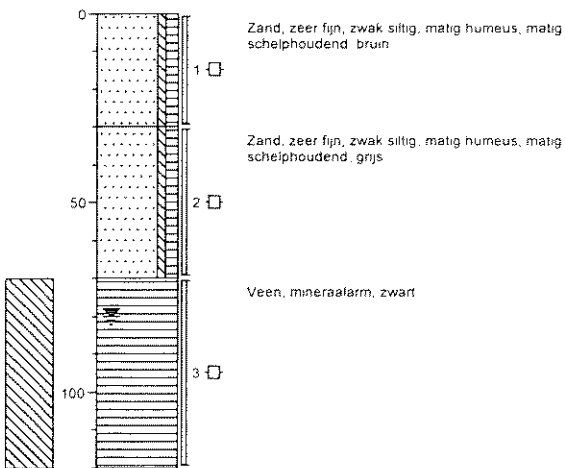 0
Zand, zeer fijn, zwak siltig, matig humeus, matig
schelphoudend, bruin
1
Zand, zeer fijn, zwak siltig, matig humeus, matig
schelphoudend, grijs
50
2
Veen, mineraalarm, zwart
3
100